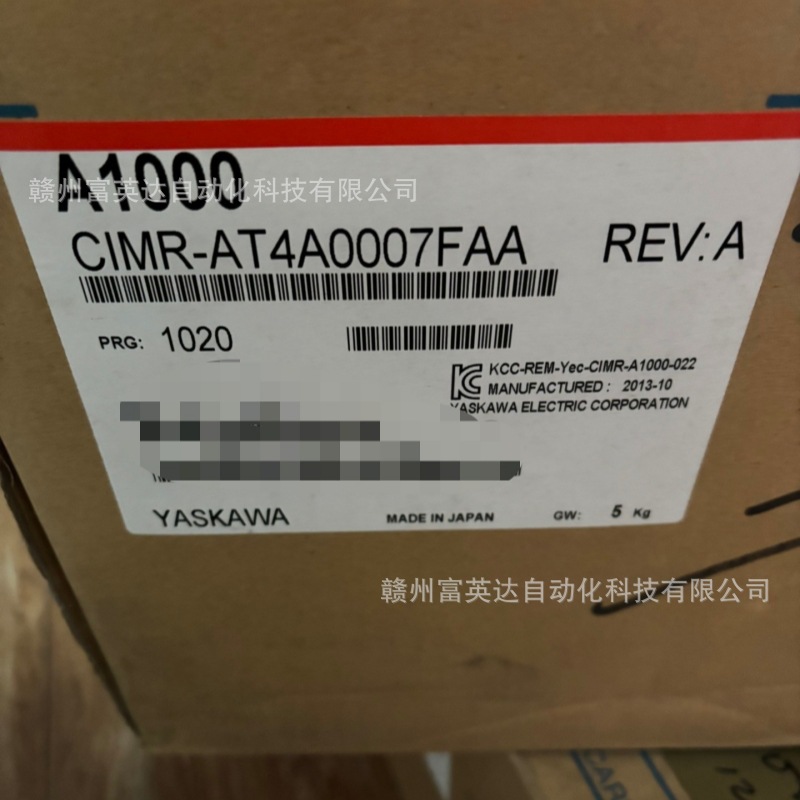 A1000
赣州富英达自动化科技有限公司
CIMR-AT4A0007FAA REV: A
PRG: 1020
KCC-REM-Yec-CIMR-A1000-022
MANUFACTURED : 2013-10
YASKAWA ELECTRIC CORPORATION
YASKAWA MADE IN JAPAN GW: 5 Kg
赣州富英达自动化科技有限公司
CAR